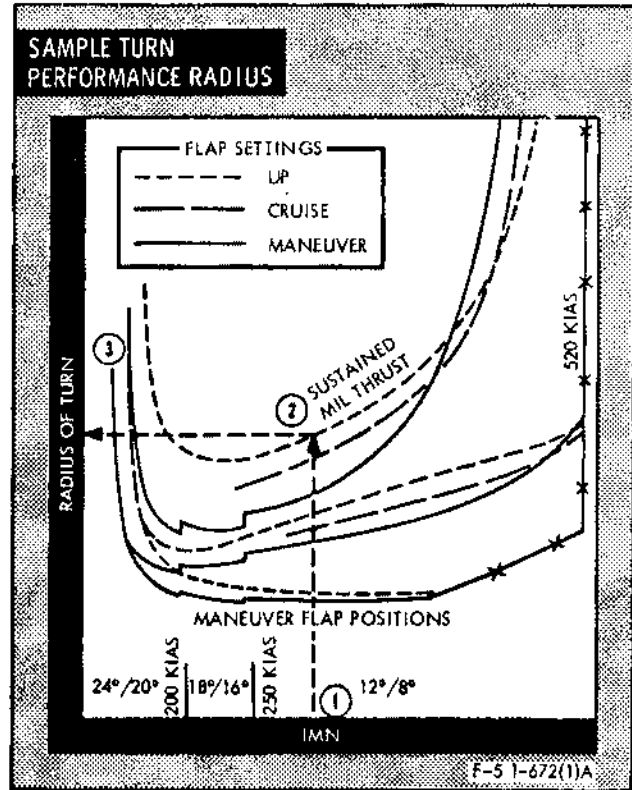 SAMPLE TURN
PERFORMANCE RADIUS
FLAP SETTINGS
UP
CRUISE
MANEUVER
3
2
SUSTAINED
MIL THRUST
520 KIAS
RADIUS OF TURN
MANEUVER FLAP POSITIONS
24°/20°
200 KIAS
18°/16°
250 KIAS
1
12°/8°
IMN
F-5 1-672(1)A